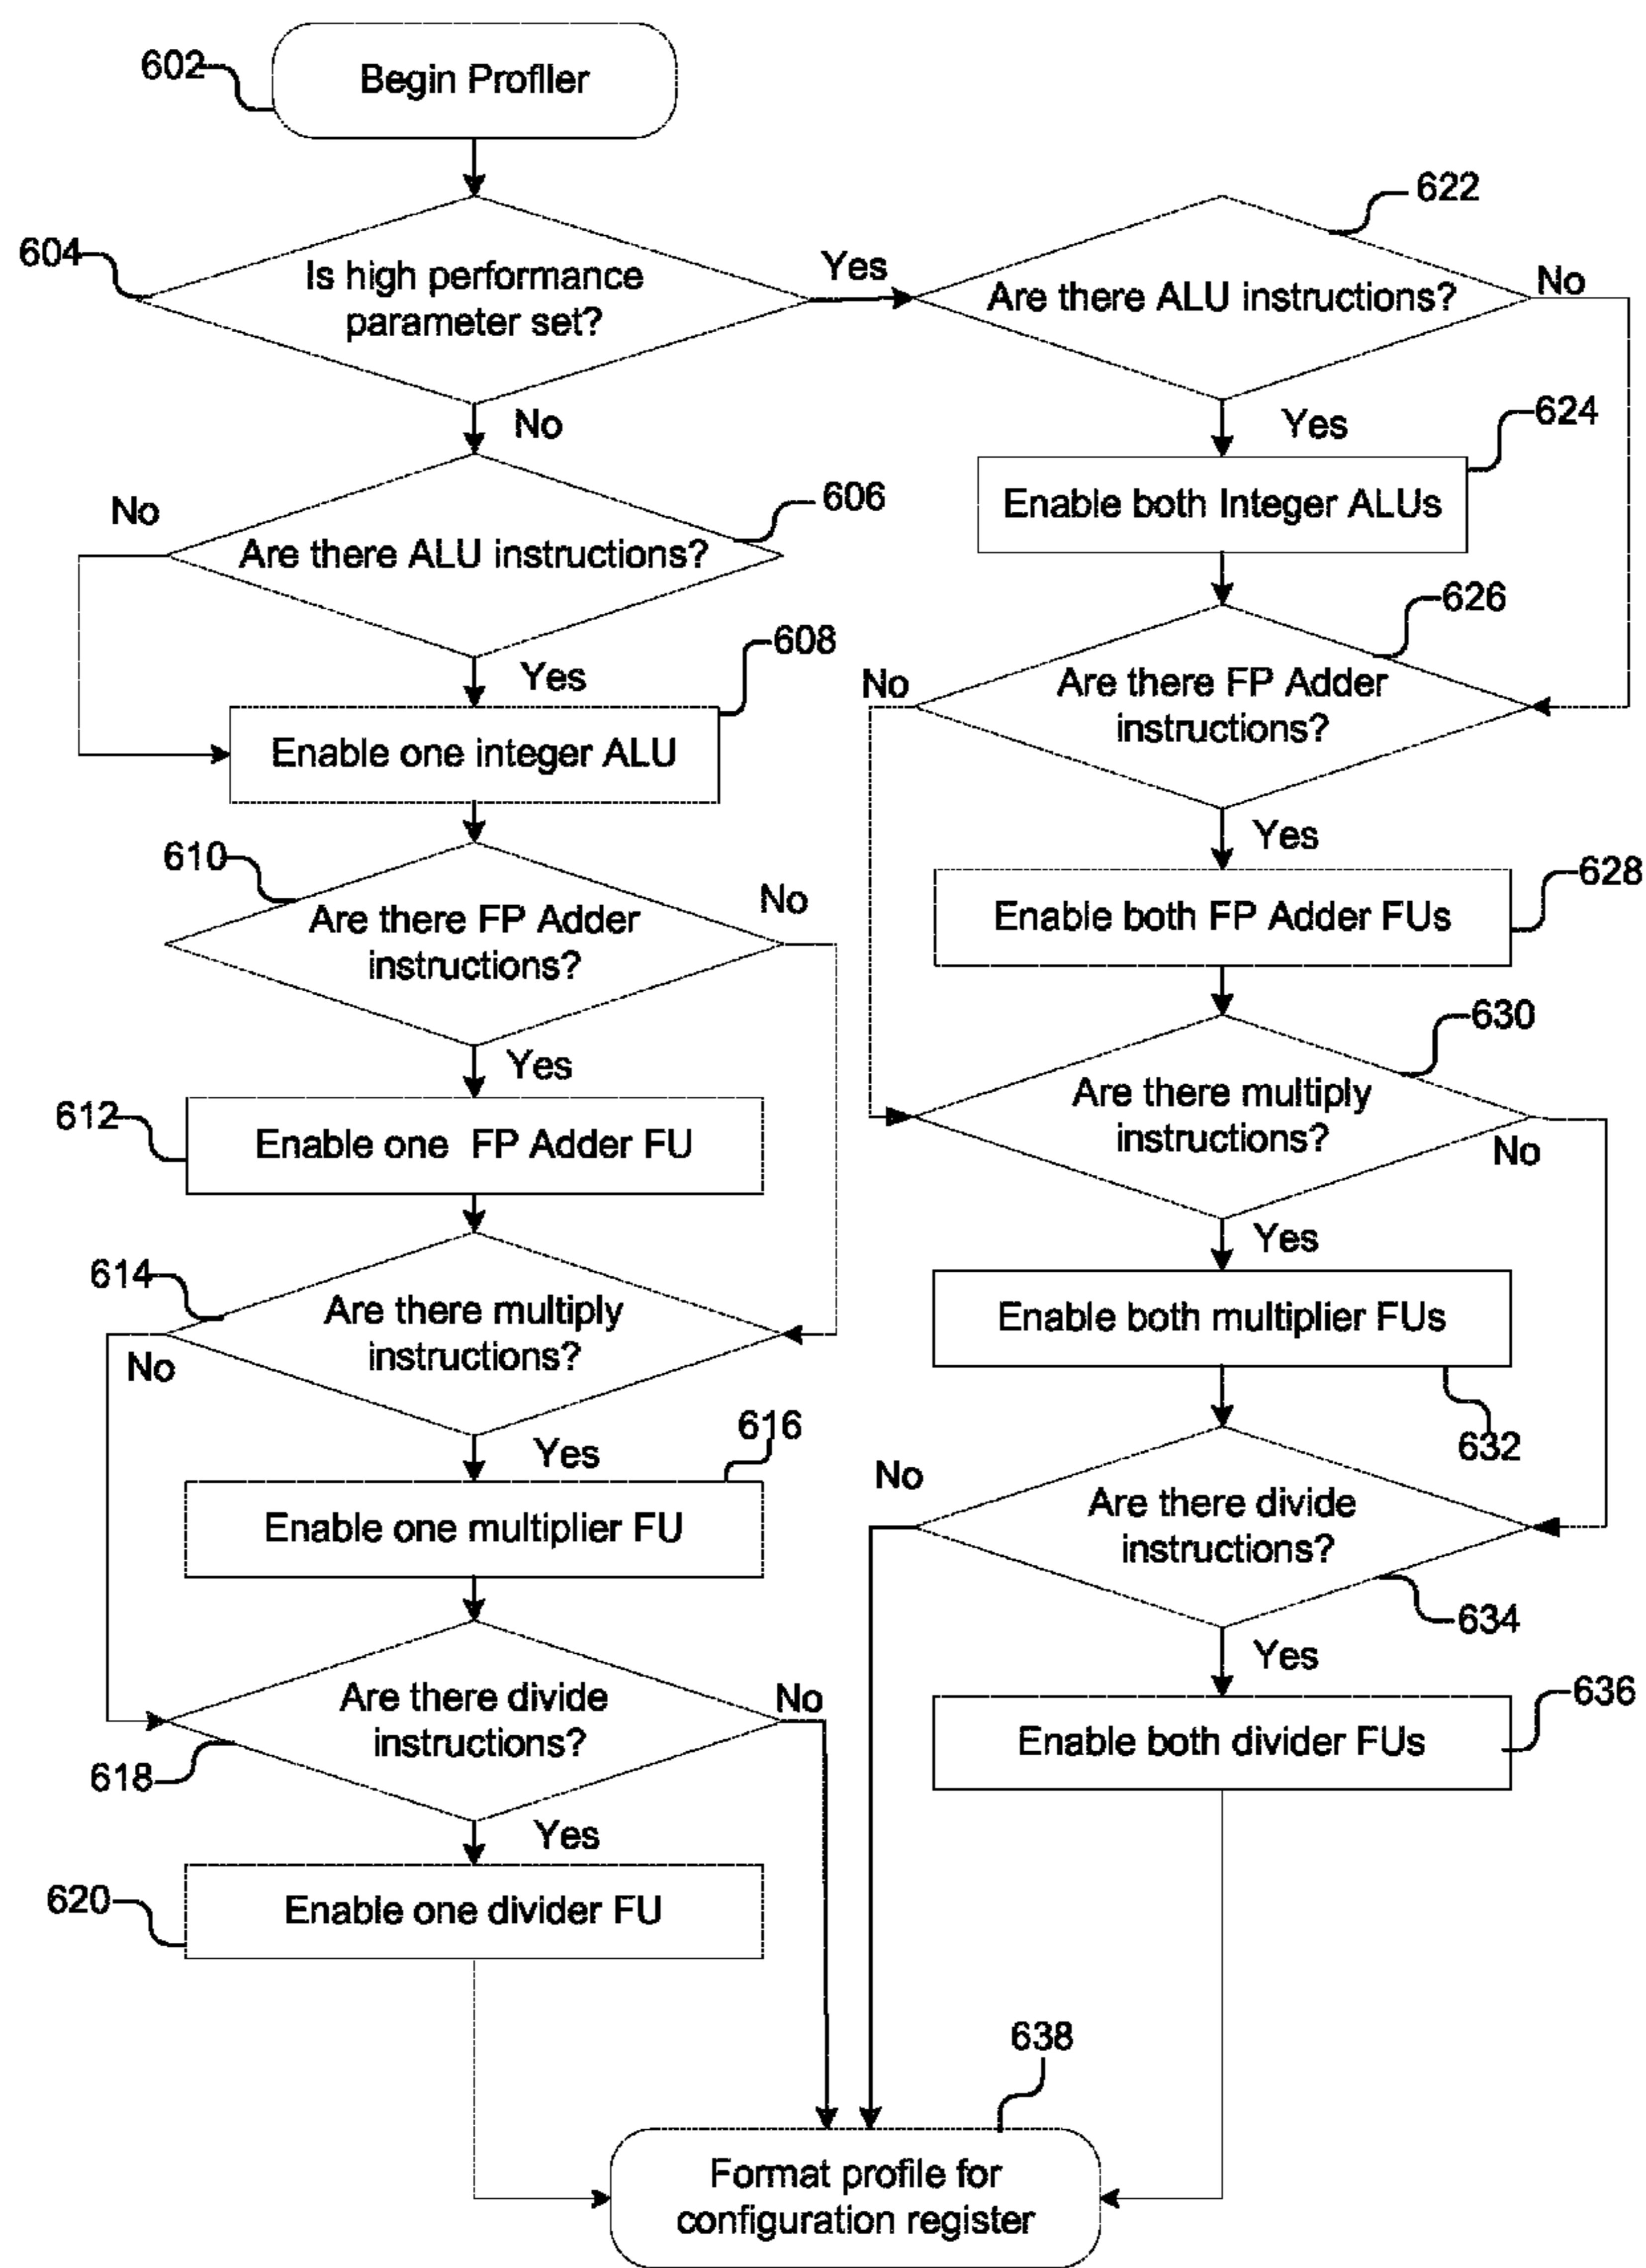 602
Begin Profiler
604
Is high performance
parameter set?
Yes
No
606
Are there ALU instructions?
No
Yes
608
Enable one integer ALU
610
Are there FP Adder
instructions?
No
Yes
612
Enable one FP Adder FU
614
Are there multiply
instructions?
No
Yes
616
Enable one multiplier FU
618
Are there divide
instructions?
No
Yes
620
Enable one divider FU
622
Are there ALU instructions?
No
Yes
624
Enable both Integer ALUs
626
Are there FP Adder
instructions?
No
Yes
628
Enable both FP Adder FUs
630
Are there multiply
instructions?
No
Yes
Enable both multiplier FUs
632
No
Are there divide
instructions?
634
Yes
636
Enable both divider FUs
638
Format profile for
configuration register